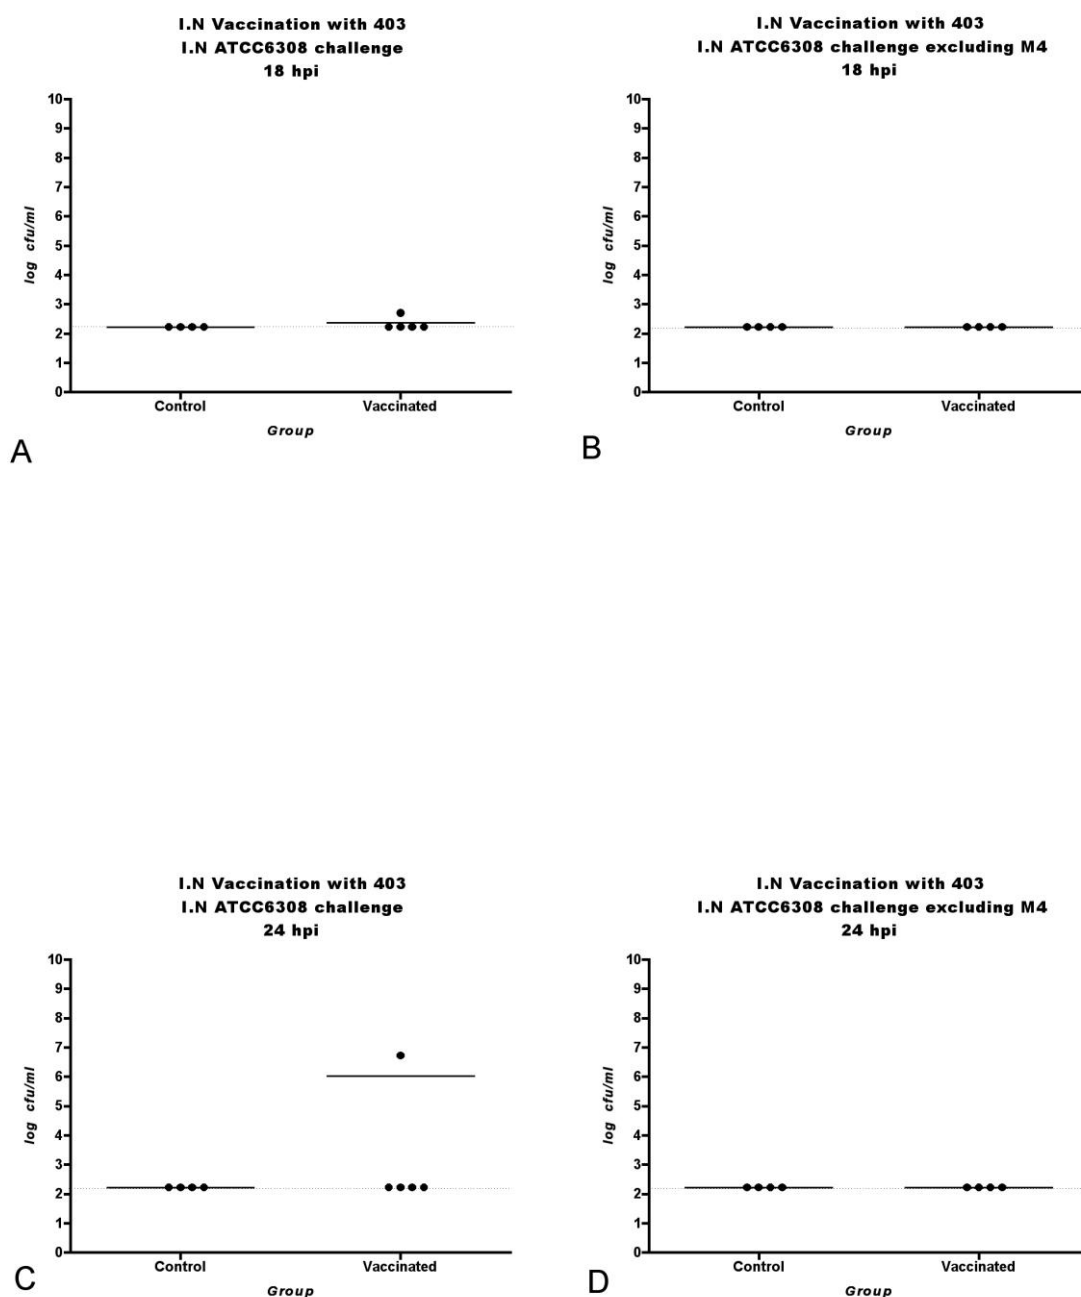 I.N Vaccination with 403
I.N ATCC6308 challenge
18 hpi
10
9
8
7
6
5
4
3
2
1
0
log cfu/ml
Control
Vaccinated
Group
A
I.N Vaccination with 403
I.N ATCC6308 challenge excluding M4
18 hpi
10
9
8
7
6
5
4
3
2
1
0
log cfu/ml
Control
Vaccinated
Group
B
I.N Vaccination with 403
I.N ATCC6308 challenge
24 hpi
10
9
8
7
6
5
4
3
2
1
0
log cfu/ml
Control
Vaccinated
Group
C
I.N Vaccination with 403
I.N ATCC6308 challenge excluding M4
24 hpi
10
9
8
7
6
5
4
3
2
1
0
log cfu/ml
Control
Vaccinated
Group
D